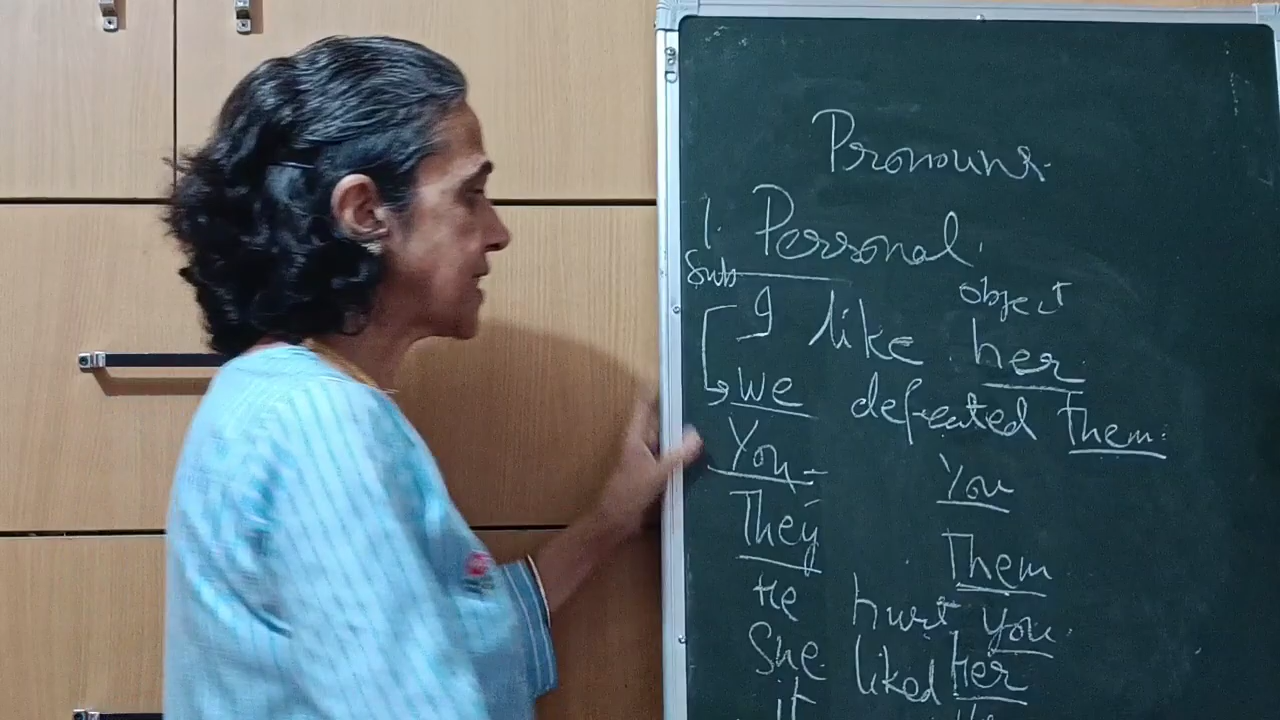 Pronouns.
1. Personal.
Sub
object
I like her.
We defeated Them.
You - You
They Them
He hurt you.
She liked Her
it